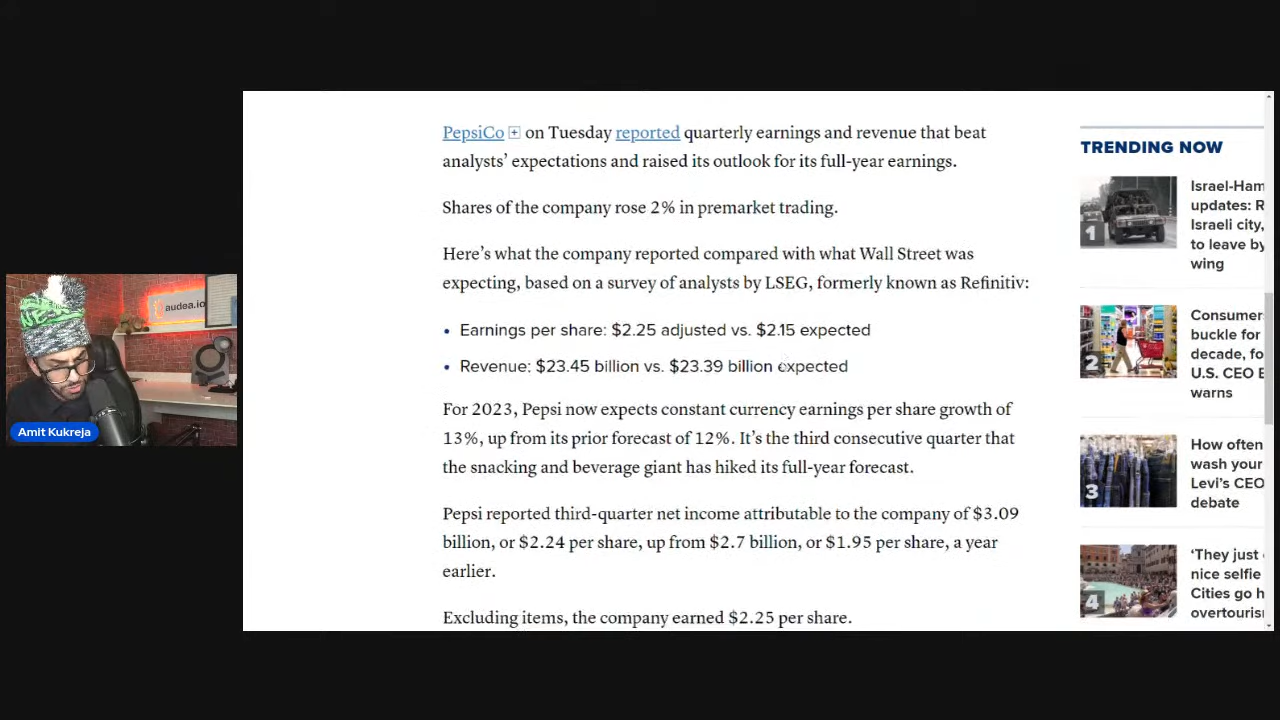 PepsiCo + on Tuesday reported quarterly earnings and revenue that beat
analysts’ expectations and raised its outlook for its full-year earnings.
Shares of the company rose 2% in premarket trading.
Here’s what the company reported compared with what Wall Street was
expecting, based on a survey of analysts by LSEG, formerly known as Refinitiv:
• Earnings per share: $2.25 adjusted vs. $2.15 expected
• Revenue: $23.45 billion vs. $23.39 billion expected
For 2023, Pepsi now expects constant currency earnings per share growth of
13%, up from its prior forecast of 12%. It’s the third consecutive quarter that
the snacking and beverage giant has hiked its full-year forecast.
Pepsi reported third-quarter net income attributable to the company of $3.09
billion, or $2.24 per share, up from $2.7 billion, or $1.95 per share, a year
earlier.
Excluding items, the company earned $2.25 per share.
TRENDING NOW
1
Israel-Ham
updates: R
Israeli city,
to leave by
wing
2
Consumer
buckle for
decade, fo
U.S. CEO
warns
3
How often
wash your
Levi’s CEO
debate
4
‘They just
nice selfie
Cities go h
overtouris
audea.io
Amit Kukreja